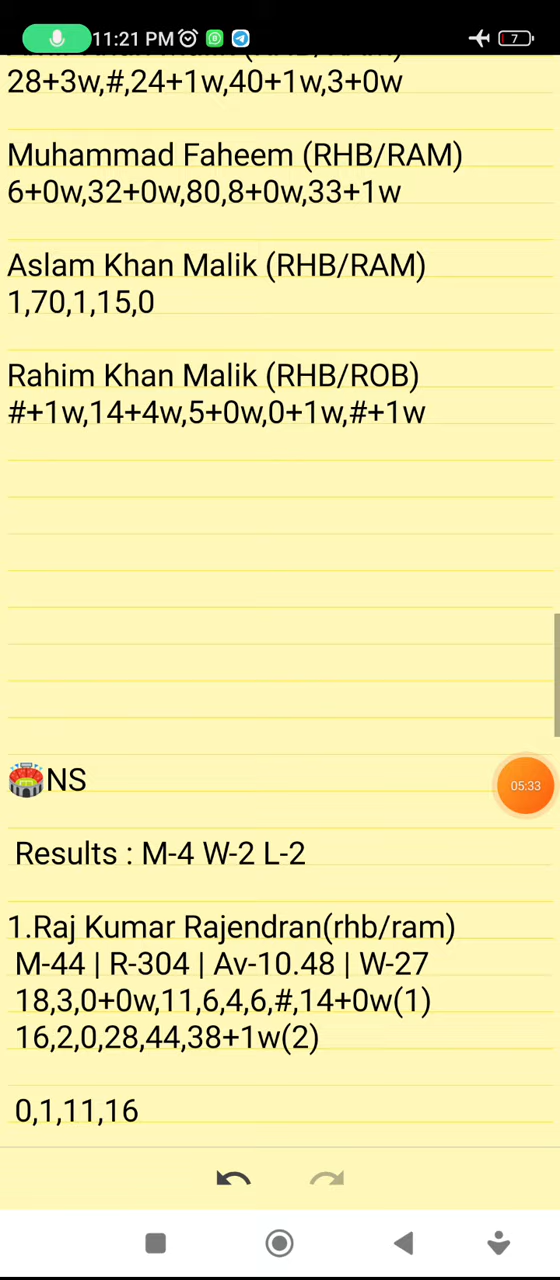 11:21 PM
7
28+3w,#,24+1w,40+1w,3+0w
Muhammad Faheem (RHB/RAM)
6+0w,32+0w,80,8+0w,33+1w
Aslam Khan Malik (RHB/RAM)
1,70,1,15,0
Rahim Khan Malik (RHB/ROB)
#+1w,14+4w,5+0w,0+1w,#+1w
🏟️NS
05:33
Results : M-4 W-2 L-2
1.Raj Kumar Rajendran(rhb/ram)
M-44 | R-304 | Av-10.48 | W-27
18,3,0+0w,11,6,4,6,#,14+0w(1)
16,2,0,28,44,38+1w(2)
0,1,11,16